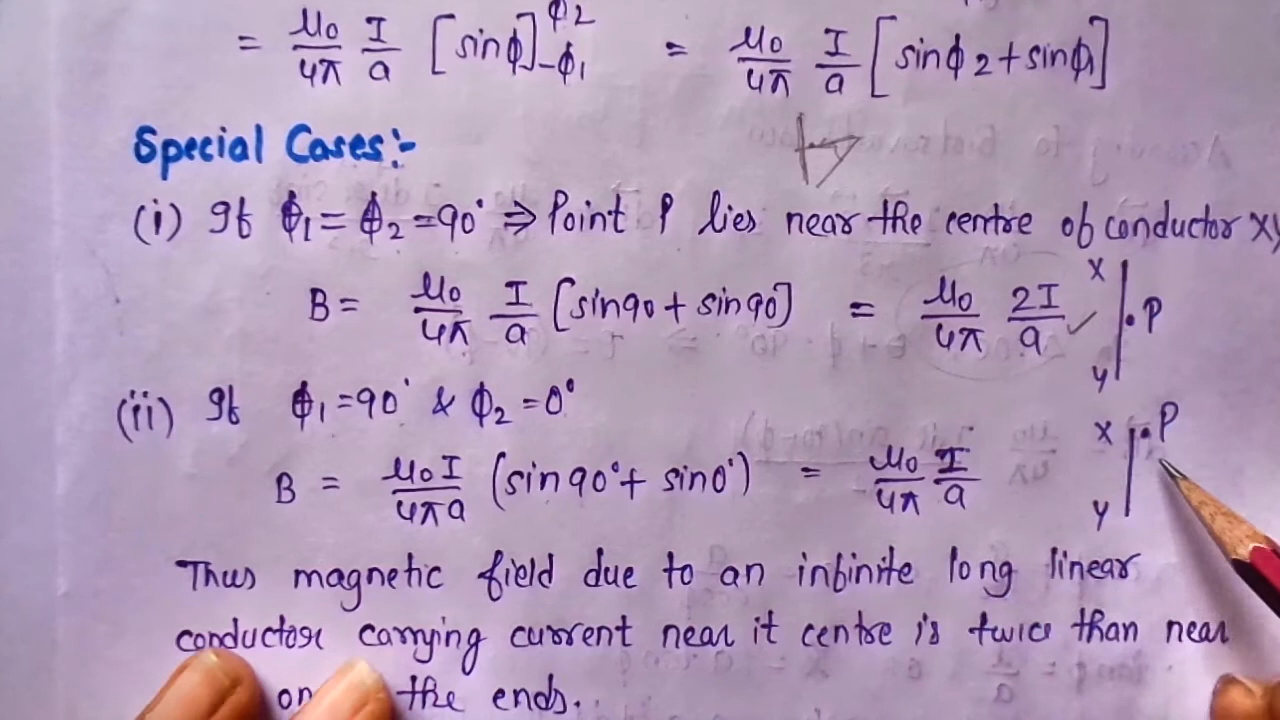 = μ₀/4π I/a [sinϕ]₋ϕ₁^ϕ2 = μ₀/4π I/a [sinϕ2+sinϕ1]
Special Cases:-
(i) If ϕ₁=ϕ₂=90° ⇒ Point P lies near the centre of conductor XY
B = μ₀/4π I/a [sin90+sin90] = μ₀/4π 2I/a ✓ X P Y
(ii) If ϕ₁=90° & ϕ₂=0°
B = μ₀I/4πa (sin90°+sin0°) = μ₀/4π I/a X P Y
Thus magnetic field due to an infinite long linear
conductor carrying current near it centre is twice than near
the ends.